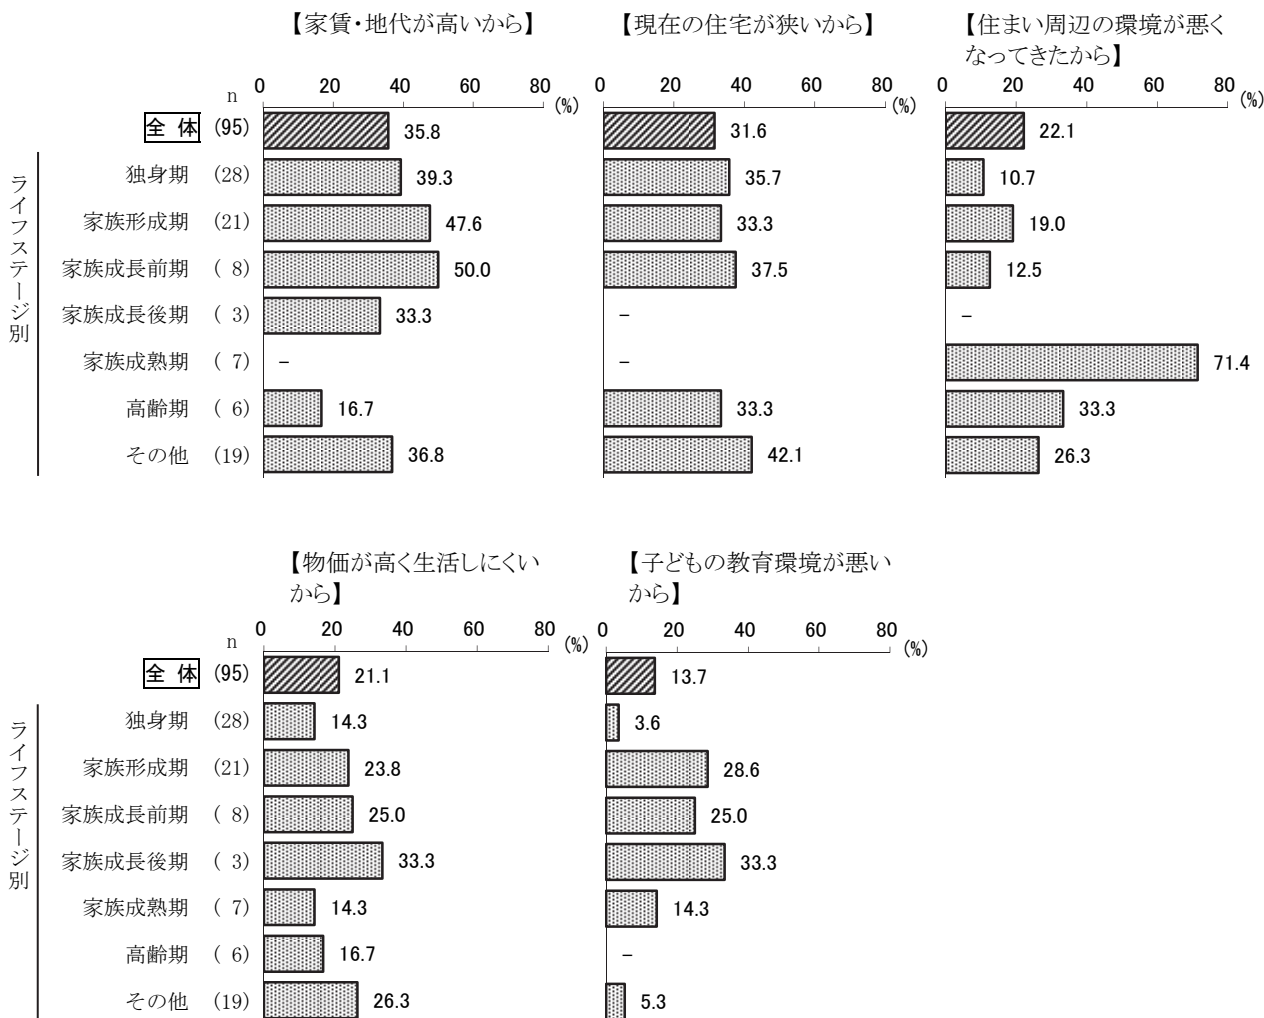 【家賃・地代が高いから】 【現在の住宅が狭いから】 【住まい周辺の環境が悪く
なってきたから】
n 0 20 40 60 80 (%) 0 20 40 60 80 (%) 0 20 40 60 80 (%)
全 体 (95) 35.8 31.6 22.1
ライフステージ別
独身期 (28) 39.3 35.7 10.7
家族形成期 (21) 47.6 33.3 19.0
家族成長前期 ( 8) 50.0 37.5 12.5
家族成長後期 ( 3) 33.3 – –
家族成熟期 ( 7) – – 71.4
高齢期 ( 6) 16.7 33.3 33.3
その他 (19) 36.8 42.1 26.3
【物価が高く生活しにくい 【子どもの教育環境が悪い
から】 から】
n 0 20 40 60 80 (%) 0 20 40 60 80 (%)
全 体 (95) 21.1 13.7
ライフステージ別
独身期 (28) 14.3 3.6
家族形成期 (21) 23.8 28.6
家族成長前期 ( 8) 25.0 25.0
家族成長後期 ( 3) 33.3 33.3
家族成熟期 ( 7) 14.3 14.3
高齢期 ( 6) 16.7 –
その他 (19) 26.3 5.3